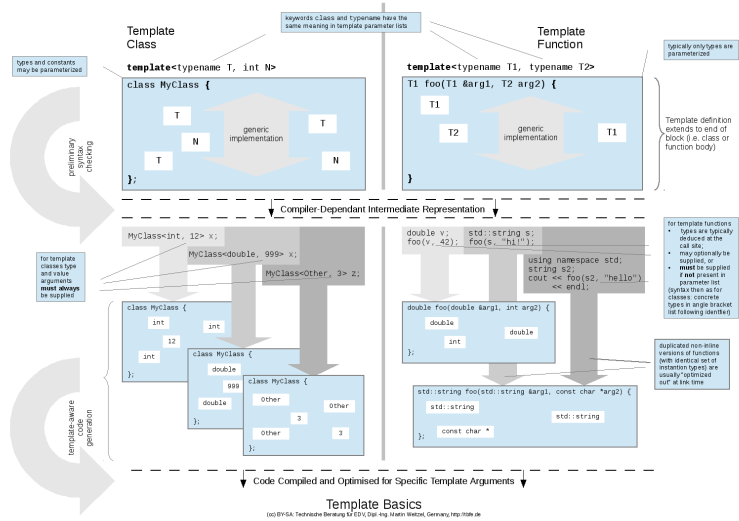 Template
Class
keywords class and typename have the
same meaning in template parameter lists
Template
Function
types and constants
may be parametrized
typically only types are
parametrized
template<typename T, int N>
class MyClass {
T
N
T
generic
implementation
T
N
};
template<typename T1, typename T2>
T1 foo(T1 &arg1, T2 arg2) {
T1
T2
generic
implementation
T1
}
Template definition
extends to end of
block (i.e. class or
function body)
preliminary
syntax
checking
Compiler-Dependant Intermediate Representation
for template
classes type
and value
arguments
must always
be supplied
MyClass<int, 12> x;
MyClass<double, 999> x;
MyClass<Other, 3> z;
double v;
foo(v, 42);
std::string s;
foo(s, "hi!");
using namespace std;
string s2;
cout << foo(s2, "hello")
<< endl;
for template functions
• types are typically
deduced at the
call site,
• may optionally be
supplied, or
• must be supplied
if not present in
parameter list
(syntax then as for
classes: concrete
types in angle bracket
list following identfier)
class MyClass {
int
int
12
int
};
class MyClass {
double
999
double
};
class MyClass {
Other
Other
3
Other
3
};
double foo(double &arg1, int arg2) {
double
double
int
};
std::string foo(std::string &arg1, const char *arg2) {
std::string
std::string
const char *
};
duplicated non-inline
versions of functions
(with identical set of
instantion types) are
usually "optimized
out" at link time
template-aware
code
generation
Code Compiled and Optimised for Specific Template Arguments
Template Basics
(cc) BY-SA: Technische Beratung für EDV, Dipl.-Ing. Martin Weitzel, Germany, http://tbfe.de